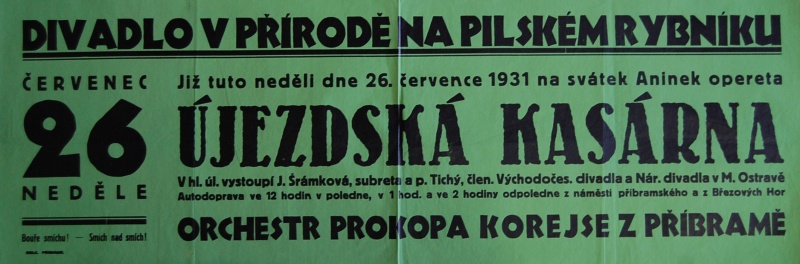 DIVADLO V PŘÍRODĚ NA PILSKÉM RYBNÍKU
ČERVENEC
26
NEDĚLE
Bouře smíchu! — Smích nad smích!
Již tuto neděli dne 26. července 1931 na svátek Aninek opereta
ÚJEZDSKÁ KASÁRNA
V hl. úl. vystoupí J. Šrámková, subreta a p. Tichý, člen. Východočes. divadla a Nár. divadla v M. Ostravě
Autodoprava ve 12 hodin v poledne, v 1 hod. a ve 2 hodiny odpoledne z náměstí příbramského a z Březových Hor
ORCHESTR PROKOPA KOREJSE Z PŘÍBRAMĚ